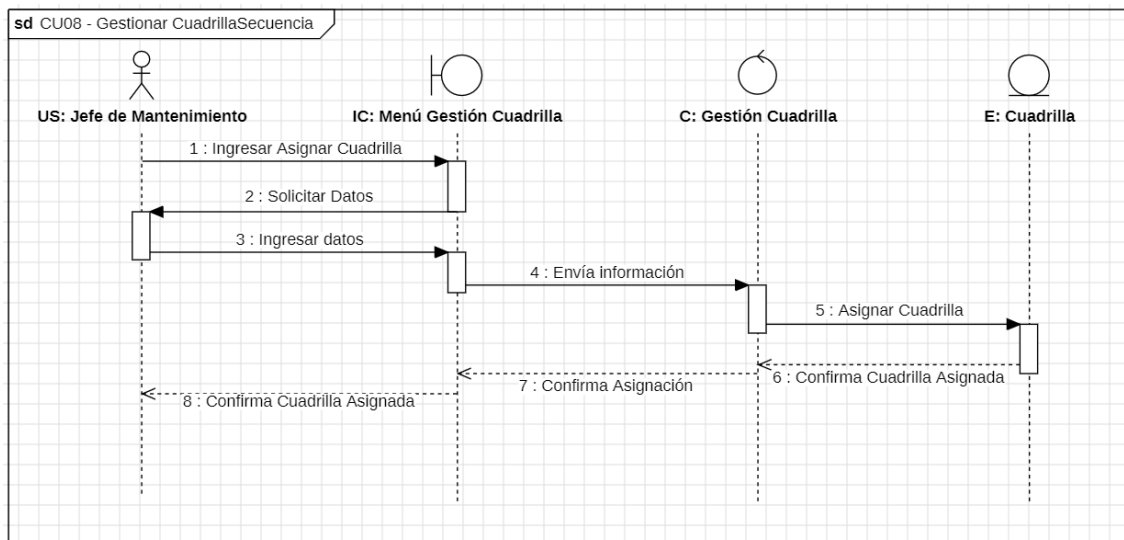 sd CU08 - Gestionar CuadrillaSecuencia
US: Jefe de Mantenimiento
IC: Menú Gestión Cuadrilla
C: Gestión Cuadrilla
E: Cuadrilla
1 : Ingresar Asignar Cuadrilla
2 : Solicitar Datos
3 : Ingresar datos
4 : Envía información
5 : Asignar Cuadrilla
6 : Confirma Cuadrilla Asignada
7 : Confirma Asignación
8 : Confirma Cuadrilla Asignada